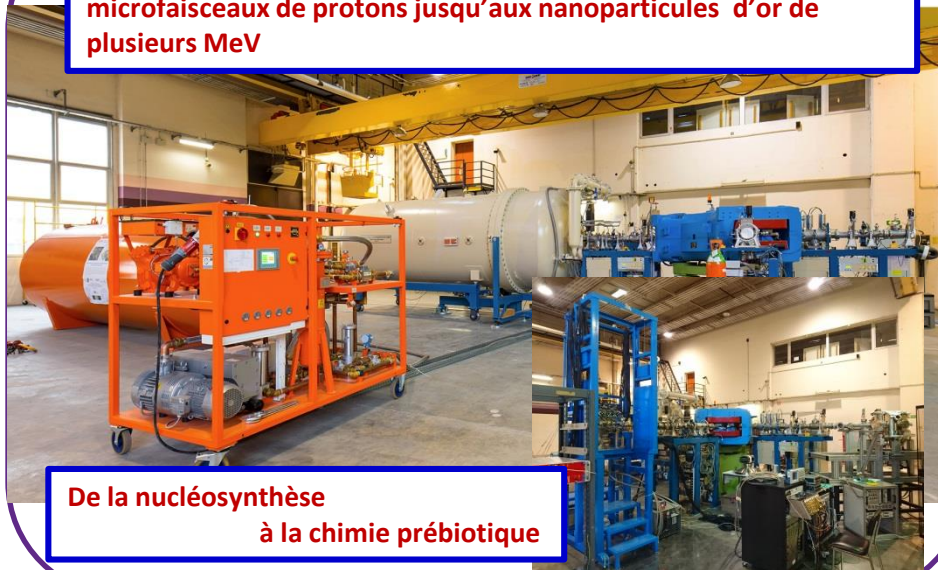 microfaisceaux de protons jusqu'aux nanoparticules d'or de
plusieurs MeV
De la nucléosynthèse
à la chimie prébiotique